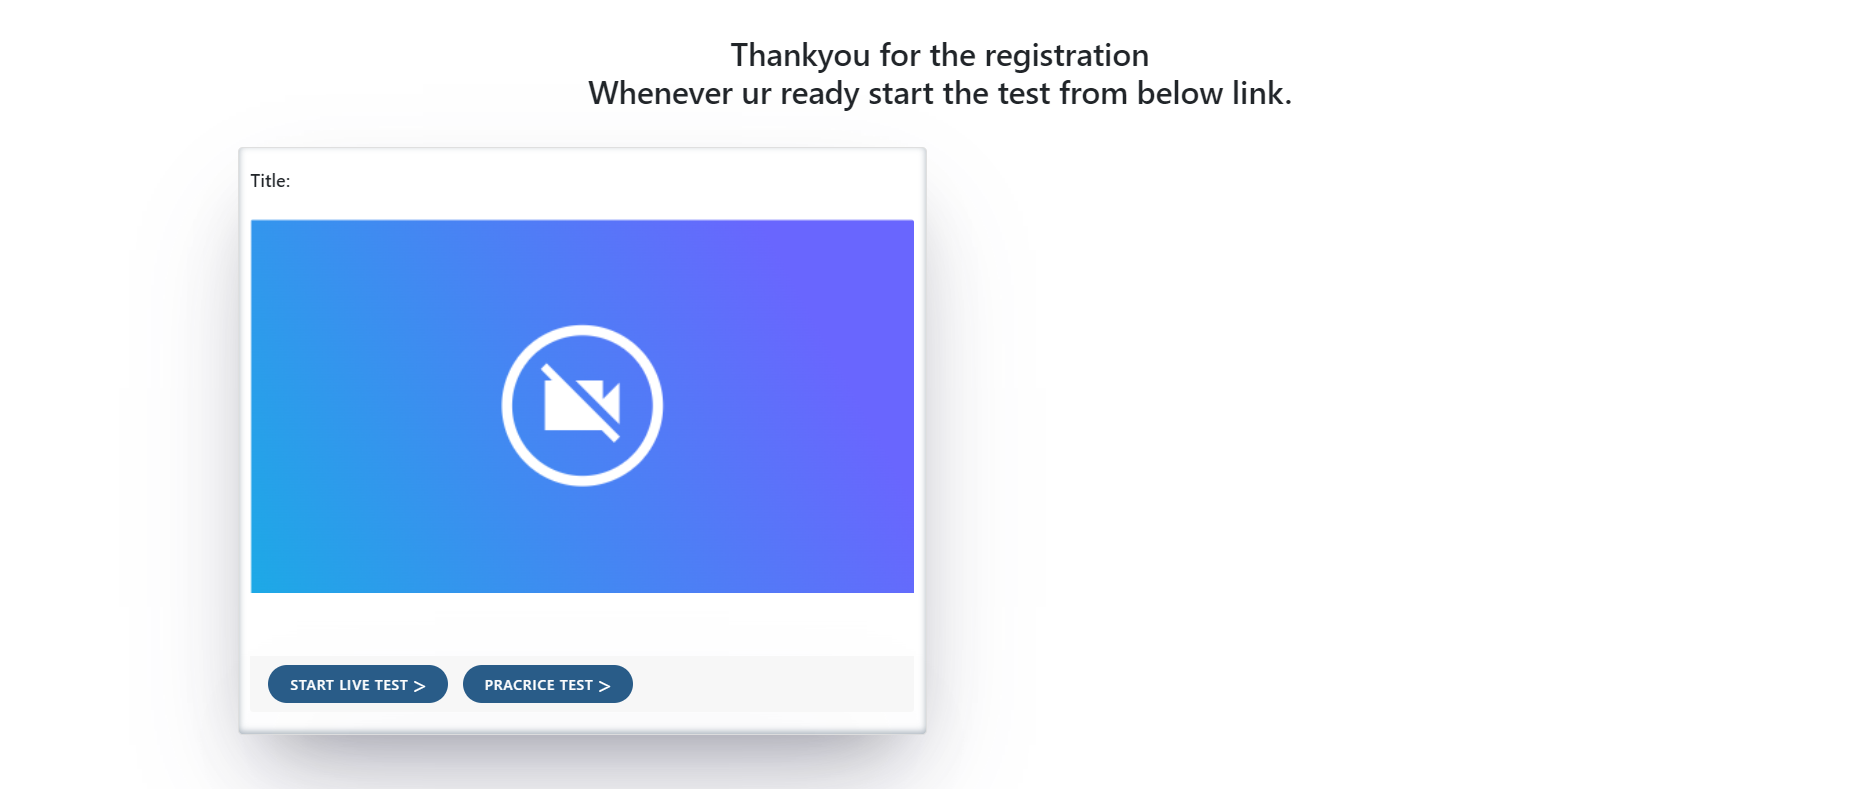 Thankyou for the registration
Whenever ur ready start the test from below link.
Title:
START LIVE TEST >
PRACRICE TEST >